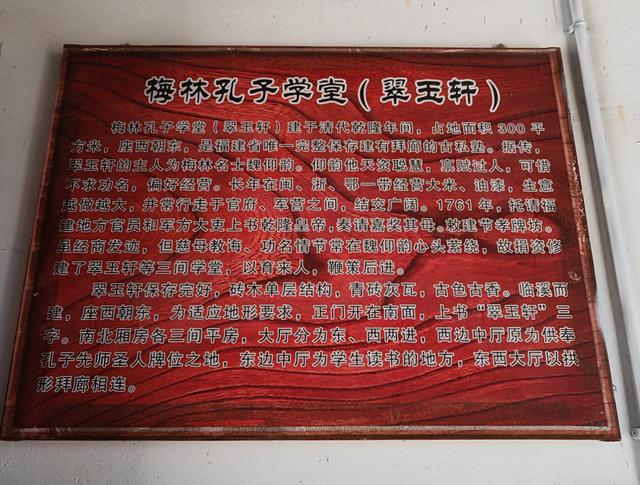 梅林孔子学堂（翠玉轩）
梅林孔子学堂（翠玉轩）建于清代乾隆年间，占地面积300平
方米，座西朝东，是福建省唯一完整保存建有拜廊的古私塾。据传，
翠玉轩的主人为梅林名士魏仰韵。仰韵他天资聪慧，禀赋过人，可惜
不求功名，偏好经营。长年在闽、浙、鄂一带经营大米、油漆，生意
越做越大，并常行走于官府、军营之间，结交广阔。1761年，托请福
建地方官员和军方大吏上书乾隆皇帝，奏请嘉奖其母。敕建节孝牌坊。
虽经商发迹，但慈母教诲、功名情节常在魏仰韵心头萦绕，故捐资修
建了翠玉轩等三间学堂，以育来人，鞭策后进。
翠玉轩保存完好，砖木单层结构，青砖灰瓦，古色古香。临溪而
建，座西朝东，为适应地形要求，正门开在南面，上书“翠玉轩”三
字。南北厢房各三间平房，大厅分为东、西两进，西边中厅原为供奉
孔子先师圣人牌位之地，东边中厅为学生读书的地方，东西大厅以拱
形拜廊相连。